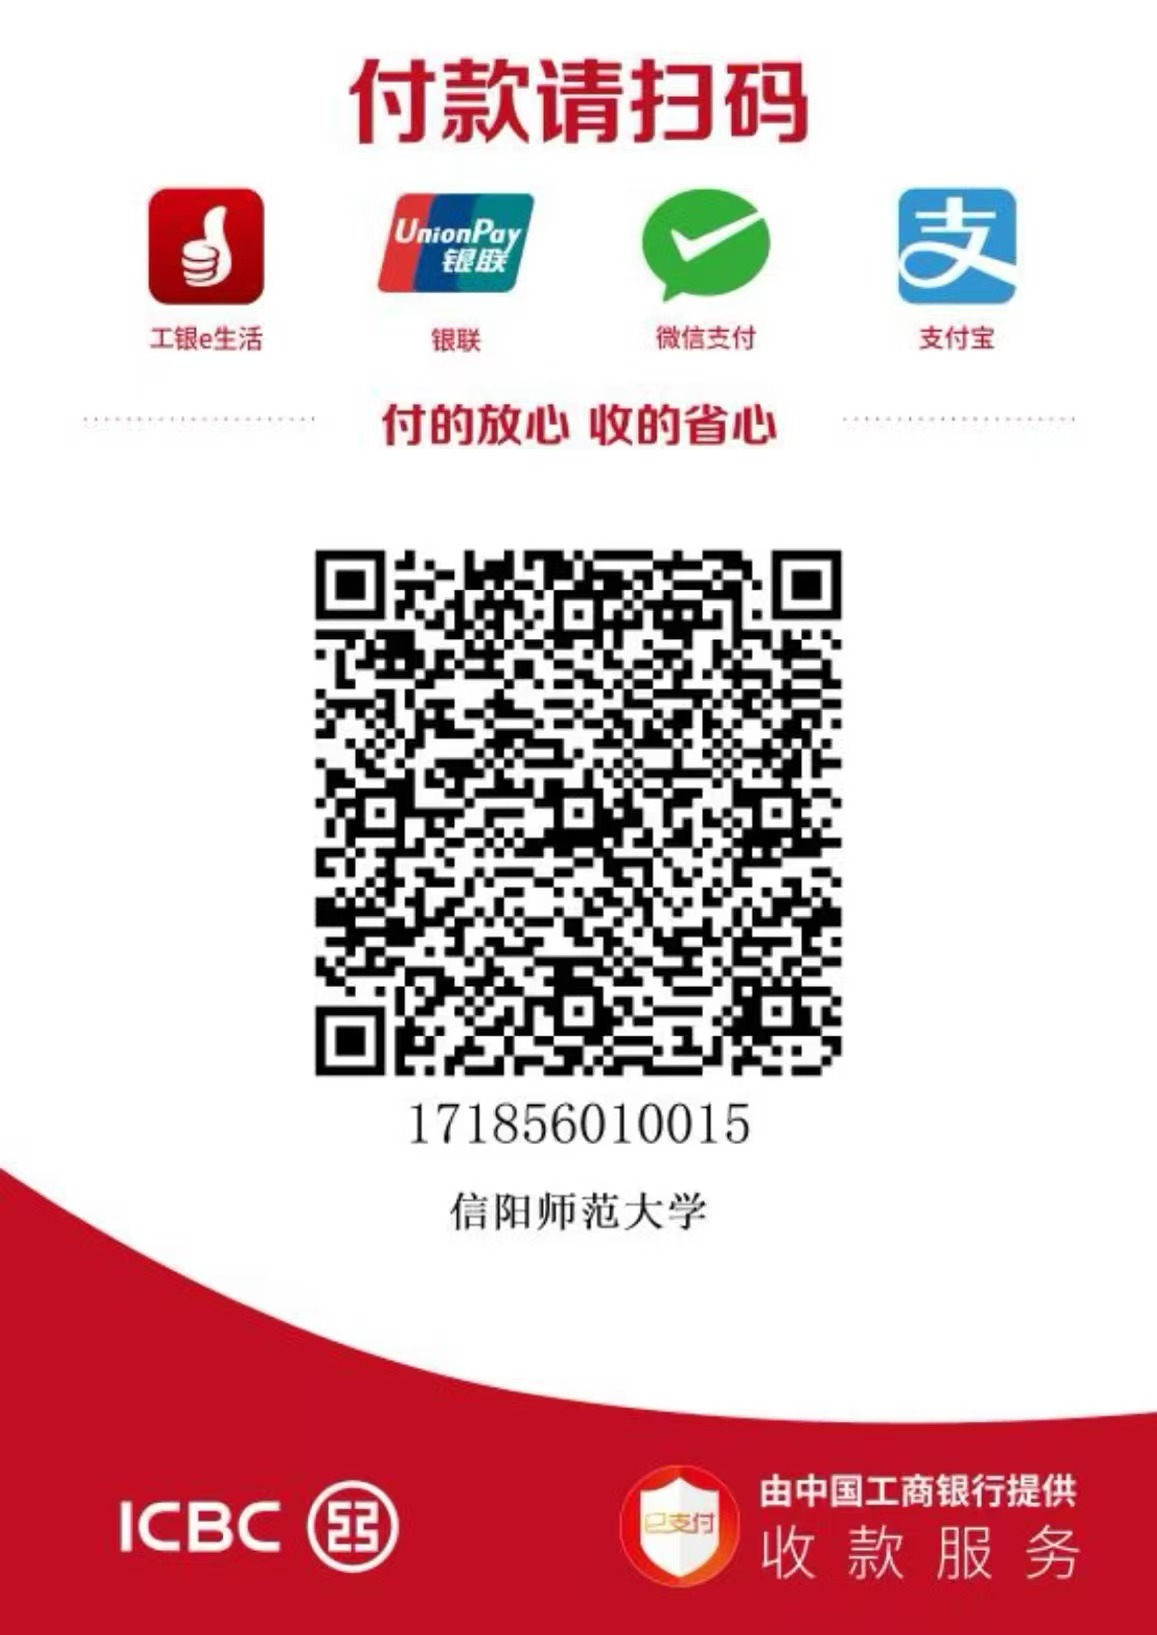 付款请扫码
UnionPay
银联
支
工银e生活
银联
微信支付
支付宝
付的放心 收的省心
171856010015
信阳师范大学
ICBC
已支付
由中国工商银行提供
收款服务